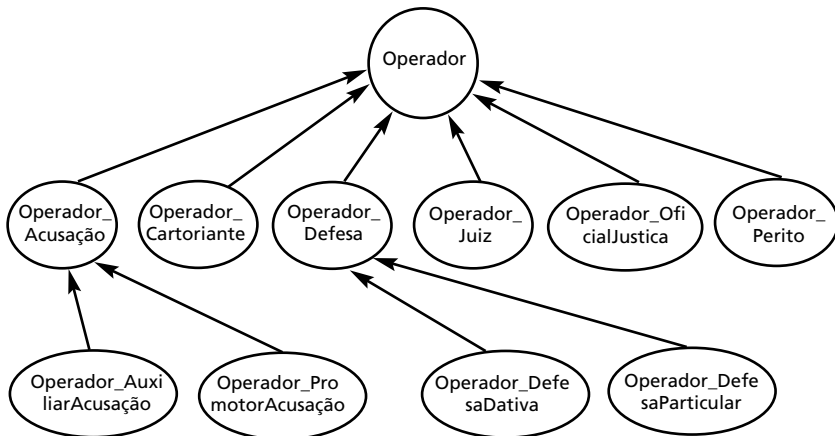 Operador
Operador_
Acusação
Operador_
Cartoriante
Operador_
Defesa
Operador_
Juiz
Operador_Ofi
cialJustica
Operador_
Perito
Operador_Auxi
liarAcusação
Operador_Pro
motorAcusação
Operador_Defe
saDativa
Operador_Defe
saParticular